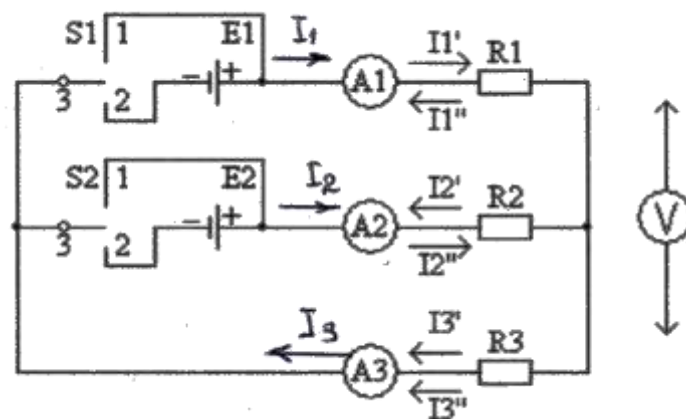 S1 1 E1 I₁ I1' R1
A1
3 2 - + I1"
S2 1 E2 I₂ I2' R2
A2 V
3 2 - + I2"
I₃ I3' R3
A3
I3"